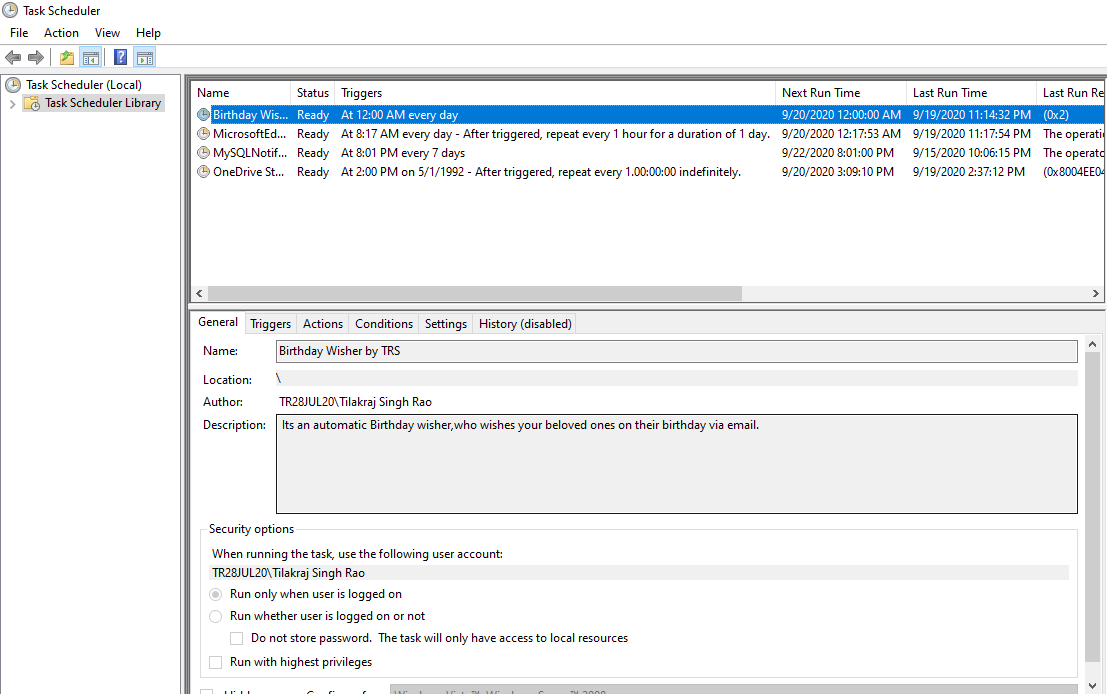 Task Scheduler
File Action View Help
Task Scheduler (Local)
Task Scheduler Library
Name Status Triggers Next Run Time Last Run Time Last Run Re
Birthday Wis... Ready At 12:00 AM every day 9/20/2020 12:00:00 AM 9/19/2020 11:14:32 PM (0x2)
MicrosoftEd... Ready At 8:17 AM every day - After triggered, repeat every 1 hour for a duration of 1 day. 9/20/2020 12:17:53 AM 9/19/2020 11:17:54 PM The operatio
MySQLNotif... Ready At 8:01 PM every 7 days 9/22/2020 8:01:00 PM 9/15/2020 10:06:15 PM The operato
OneDrive St... Ready At 2:00 PM on 5/1/1992 - After triggered, repeat every 1.00:00:00 indefinitely. 9/20/2020 3:09:10 PM 9/19/2020 2:37:12 PM (0x8004EE04
General Triggers Actions Conditions Settings History (disabled)
Name: Birthday Wisher by TRS
Location: \
Author: TR28JUL20\Tilakraj Singh Rao
Description: Its an automatic Birthday wisher,who wishes your beloved ones on their birthday via email.
Security options
When running the task, use the following user account:
TR28JUL20\Tilakraj Singh Rao
Run only when user is logged on
Run whether user is logged on or not
Do not store password. The task will only have access to local resources
Run with highest privileges